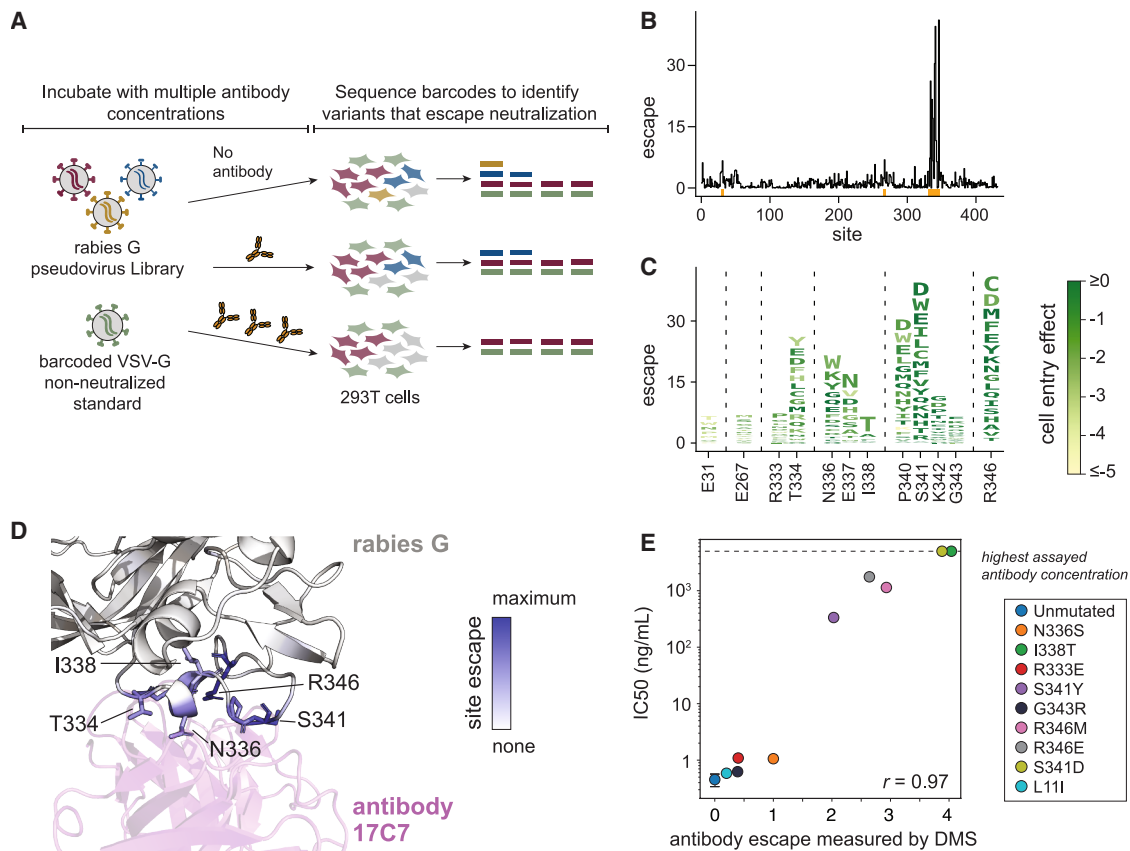 A
Incubate with multiple antibody
concentrations
Sequence barcodes to identify
variants that escape neutralization
No
antibody
rabies G
pseudovirus Library
barcoded VSV-G
non-neutralized
standard
293T cells
B
escape
30
15
0
0
100
200
300
400
site
C
escape
30
15
0
Y
E
D
F
H
L
C
G
M
W
K
Y
G
Q
E
N
V
D
H
G
S
A
T
D
W
E
L
G
M
Q
N
H
Y
I
D
W
E
I
L
C
M
F
V
Y
Q
K
N
H
T
R
G
D
C
D
M
F
E
Y
K
N
G
L
Q
T
S
H
A
V
I
E31
E267
R333
T334
N336
E337
I338
P340
S341
K342
G343
R346
cell entry effect
≥0
-1
-2
-3
-4
≤-5
D
rabies G
I338
T334
N336
R346
S341
antibody
17C7
site escape
maximum
none
E
IC50 (ng/mL)
10³
10²
10
1
0
1
2
3
4
antibody escape measured by DMS
r = 0.97
highest assayed
antibody concentration
Unmutated
N336S
I338T
R333E
S341Y
G343R
R346M
R346E
S341D
L11I